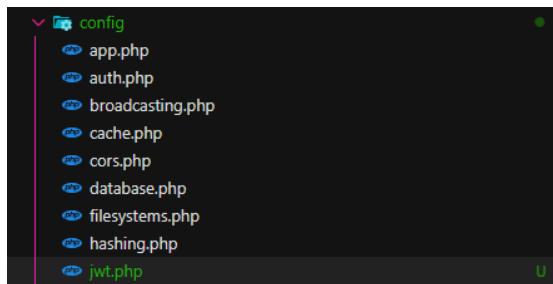 config
app.php
auth.php
broadcasting.php
cache.php
cors.php
database.php
filesystems.php
hashing.php
jwt.php U